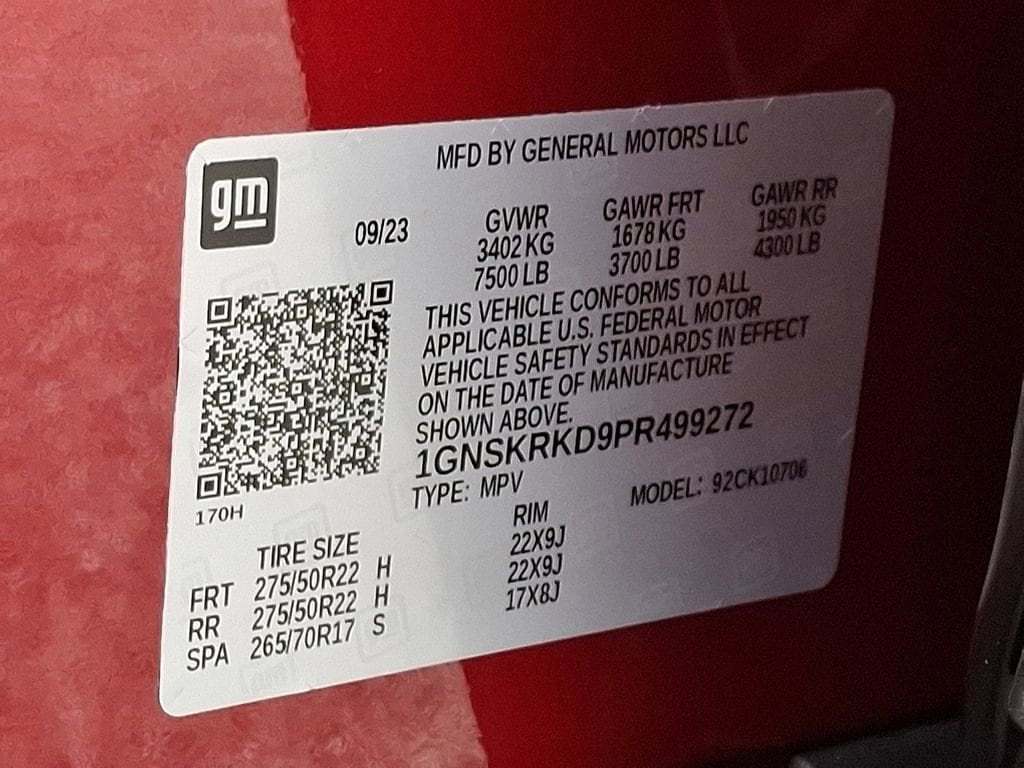 gm
MFD BY GENERAL MOTORS LLC
09/23
GVWR
3402 KG
7500 LB
GAWR FRT
1678 KG
3700 LB
GAWR RR
1950 KG
4300 LB
THIS VEHICLE CONFORMS TO ALL
APPLICABLE U.S. FEDERAL MOTOR
VEHICLE SAFETY STANDARDS IN EFFECT
ON THE DATE OF MANUFACTURE
SHOWN ABOVE.
1GNSKRKD9PR499272
TYPE: MPV
MODEL: 92CK10706
170H
TIRE SIZE RIM
FRT 275/50R22 H 22X9J
RR 275/50R22 H 22X9J
SPA 265/70R17 S 17X8J